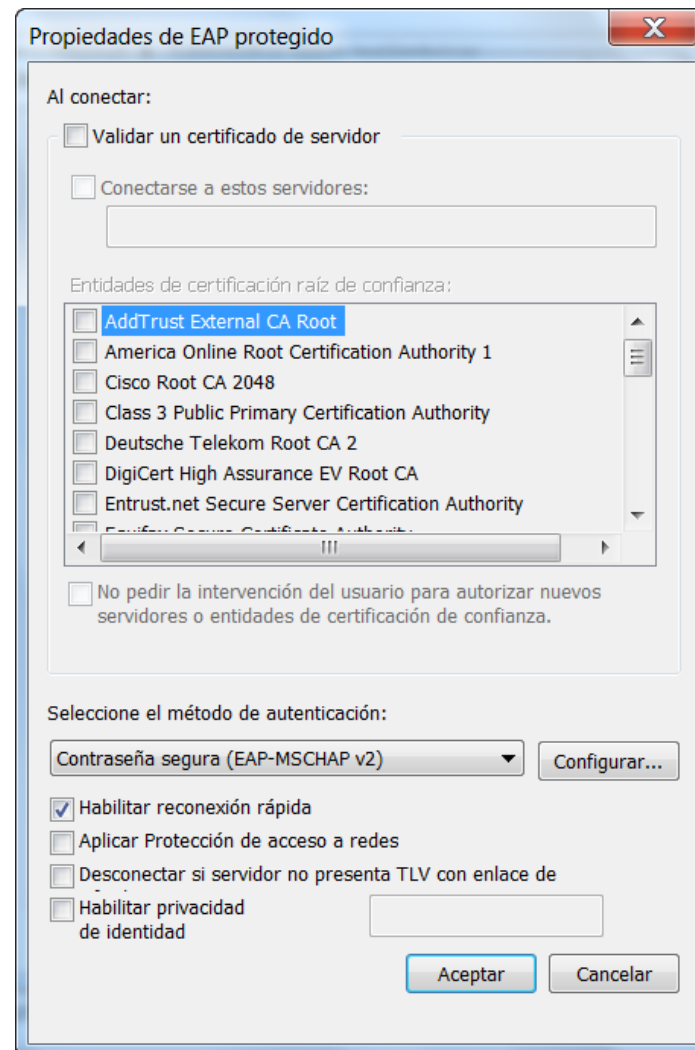 Propiedades de EAP protegido
Al conectar:
Validar un certificado de servidor
Conectarse a estos servidores:
Entidades de certificación raíz de confianza:
AddTrust External CA Root
America Online Root Certification Authority 1
Cisco Root CA 2048
Class 3 Public Primary Certification Authority
Deutsche Telekom Root CA 2
DigiCert High Assurance EV Root CA
Entrust.net Secure Server Certification Authority
No pedir la intervención del usuario para autorizar nuevos
servidores o entidades de certificación de confianza.
Seleccione el método de autenticación:
Contraseña segura (EAP-MSCHAP v2)
Configurar...
Habilitar reconexión rápida
Aplicar Protección de acceso a redes
Desconectar si servidor no presenta TLV con enlace de
Habilitar privacidad
de identidad
Aceptar
Cancelar